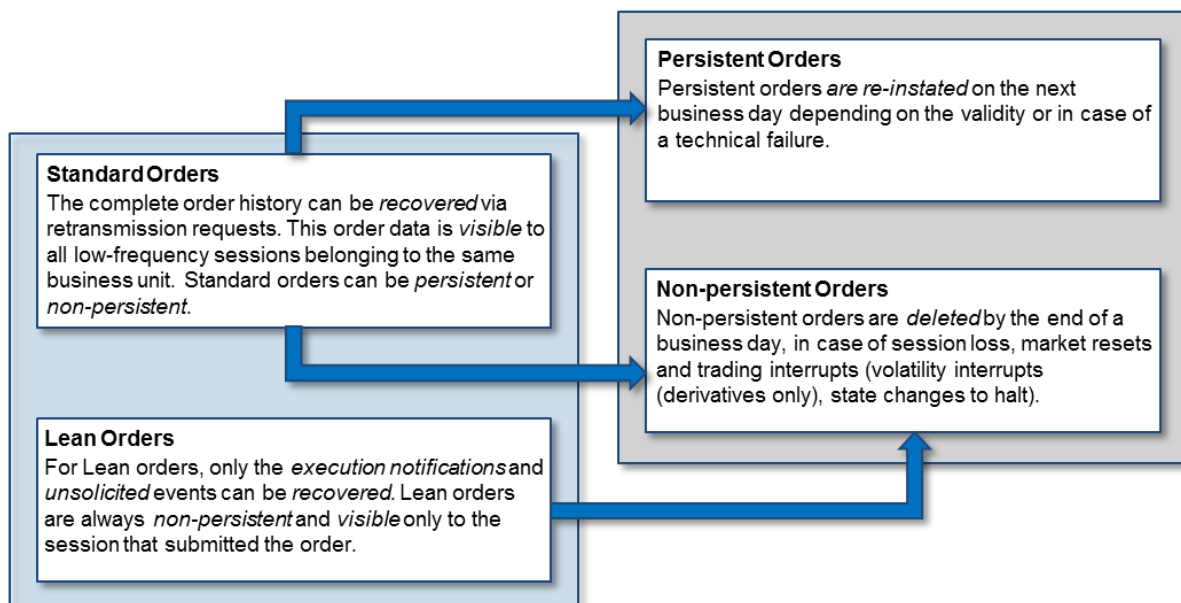 Persistent Orders
Persistent orders are re-instated on the next
business day depending on the validity or in case of
a technical failure.
Standard Orders
The complete order history can be recovered via
retransmission requests. This order data is visible to
all low-frequency sessions belonging to the same
business unit. Standard orders can be persistent or
non-persistent.
Non-persistent Orders
Non-persistent orders are deleted by the end of a
business day, in case of session loss, market resets
and trading interrupts (volatility interrupts
(derivatives only), state changes to halt).
Lean Orders
For Lean orders, only the execution notifications and
unsolicited events can be recovered. Lean orders
are always non-persistent and visible only to the
session that submitted the order.